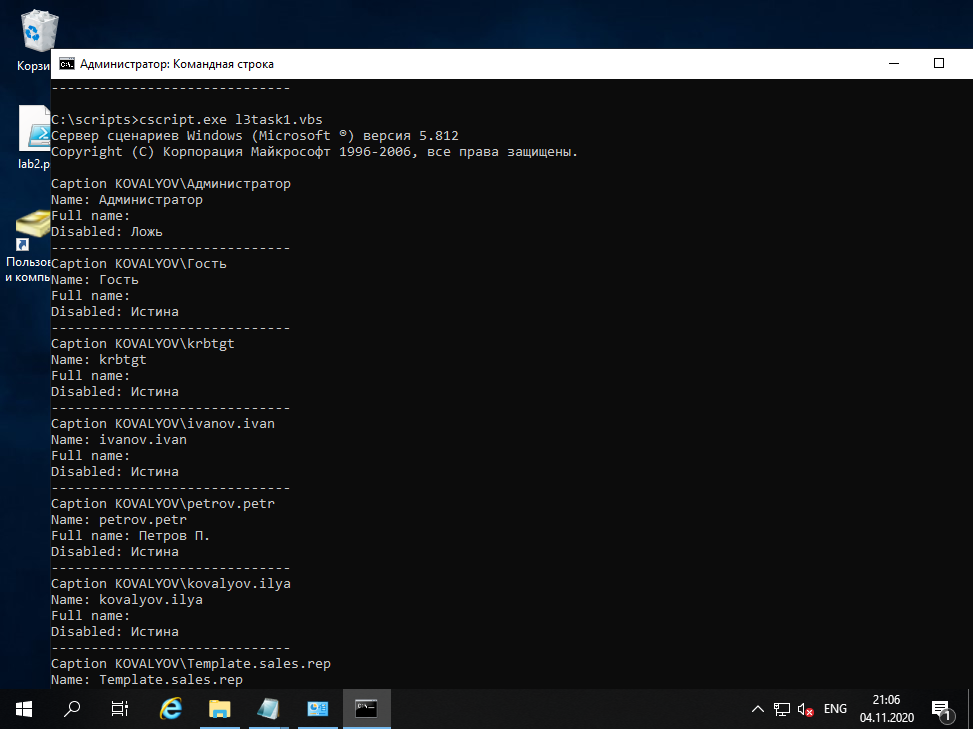 Корзи
Администратор: Командная строка
------------------------------
C:\scripts>cscript.exe l3task1.vbs
Сервер сценариев Windows (Microsoft ®) версия 5.812
Copyright (C) Корпорация Майкрософт 1996-2006, все права защищены.
Caption KOVALYOV\Администратор
Name: Администратор
Full name:
Disabled: Ложь
------------------------------
Caption KOVALYOV\Гость
Name: Гость
Full name:
Disabled: Истина
------------------------------
Caption KOVALYOV\krbtgt
Name: krbtgt
Full name:
Disabled: Истина
------------------------------
Caption KOVALYOV\ivanov.ivan
Name: ivanov.ivan
Full name:
Disabled: Истина
------------------------------
Caption KOVALYOV\petrov.petr
Name: petrov.petr
Full name: Петров П.
Disabled: Истина
------------------------------
Caption KOVALYOV\kovalyov.ilya
Name: kovalyov.ilya
Full name:
Disabled: Истина
------------------------------
Caption KOVALYOV\Template.sales.rep
Name: Template.sales.rep
lab2.p
Пользов
и компь
ENG
21:06
04.11.2020
1